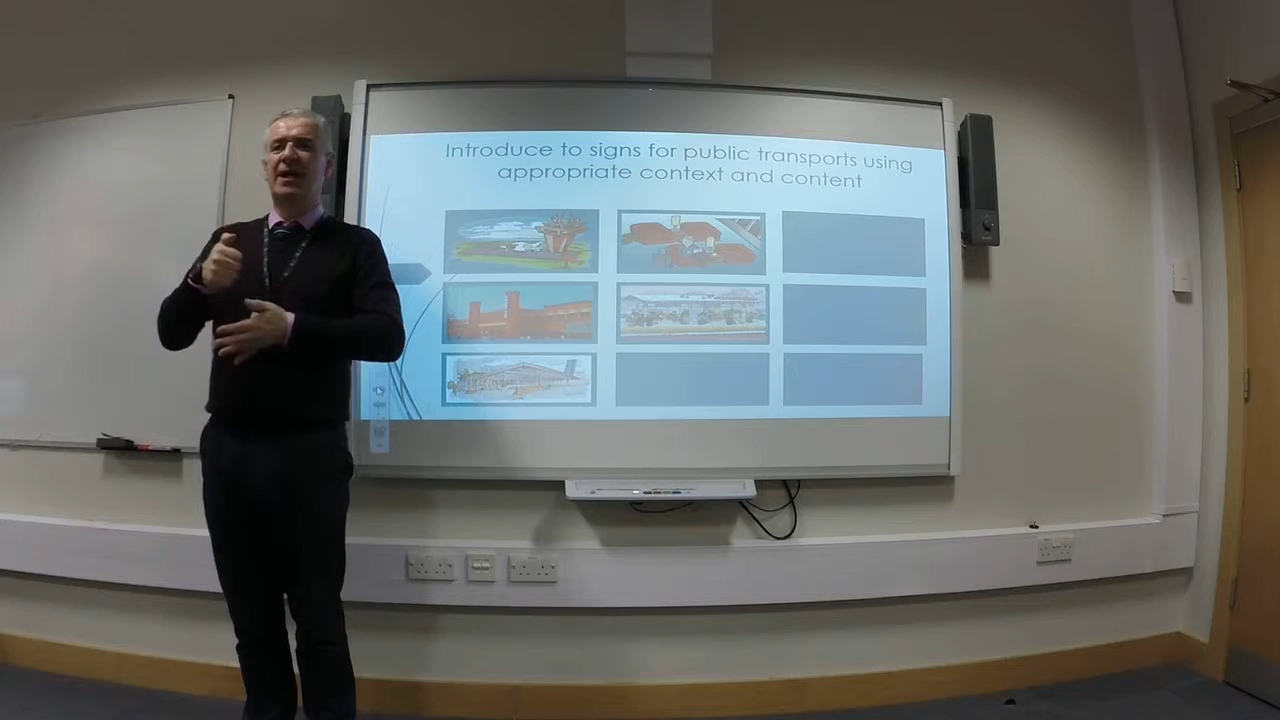 Introduce to signs for public transports using
appropriate context and content